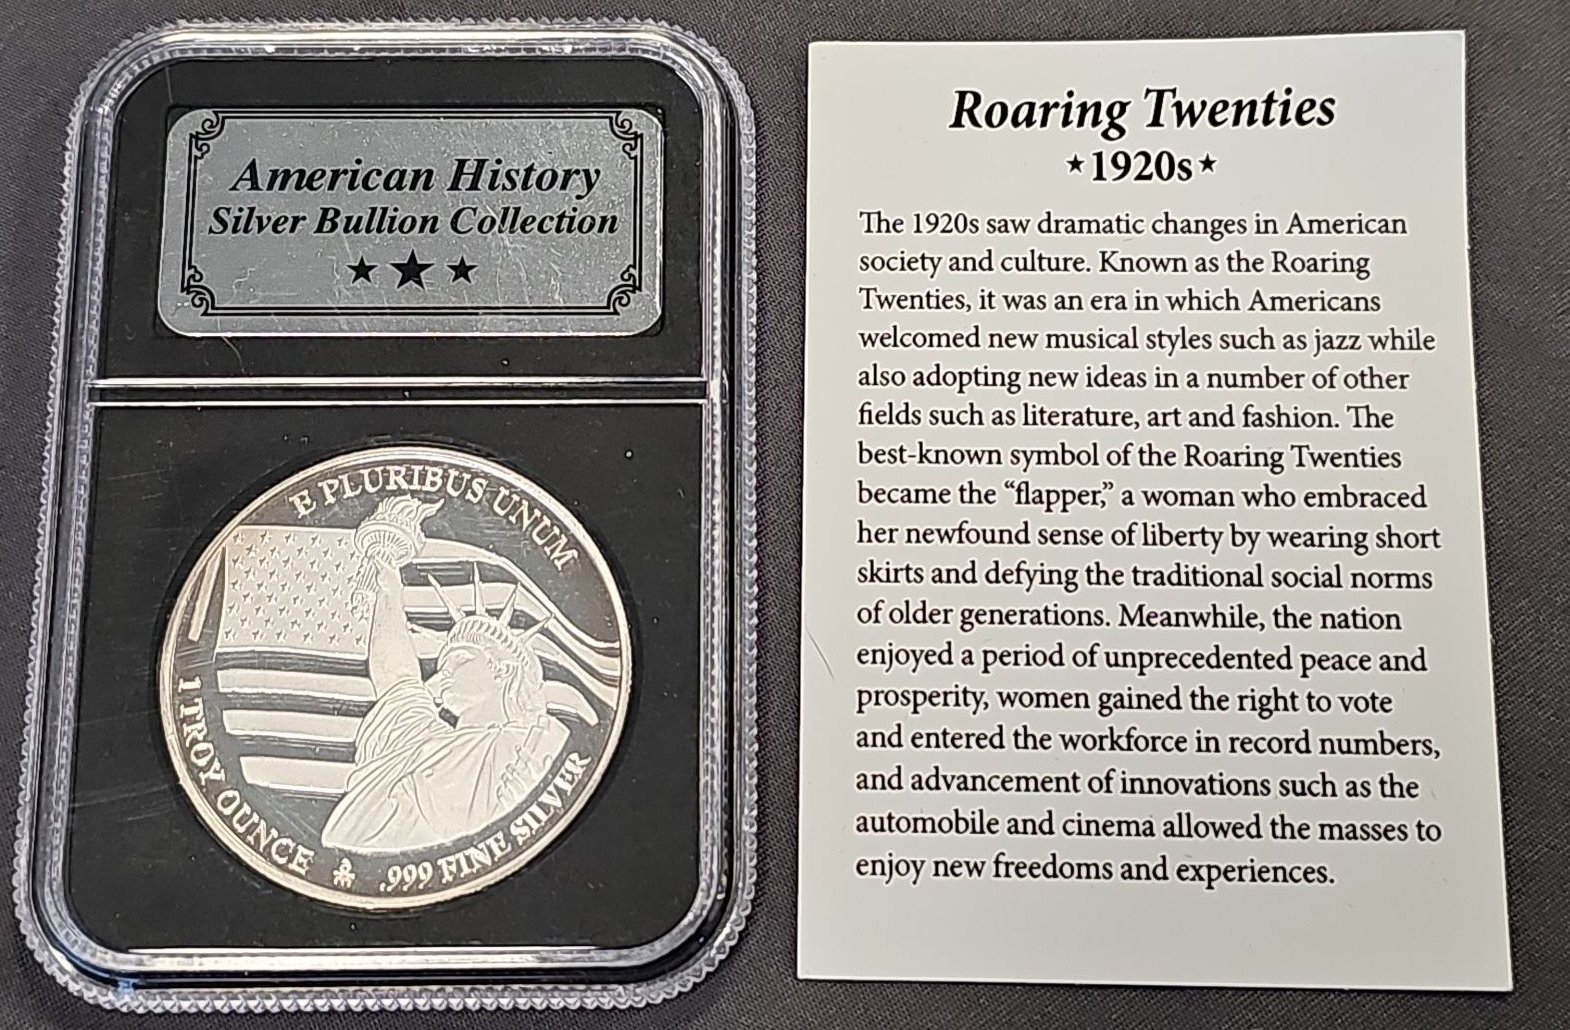 American History
Silver Bullion Collection
★ ★ ★
E PLURIBUS UNUM
1 TROY OUNCE
.999 FINE SILVER
Roaring Twenties
★1920s★
The 1920s saw dramatic changes in American
society and culture. Known as the Roaring
Twenties, it was an era in which Americans
welcomed new musical styles such as jazz while
also adopting new ideas in a number of other
fields such as literature, art and fashion. The
best-known symbol of the Roaring Twenties
became the “flapper,” a woman who embraced
her newfound sense of liberty by wearing short
skirts and defying the traditional social norms
of older generations. Meanwhile, the nation
enjoyed a period of unprecedented peace and
prosperity, women gained the right to vote
and entered the workforce in record numbers,
and advancement of innovations such as the
automobile and cinema allowed the masses to
enjoy new freedoms and experiences.